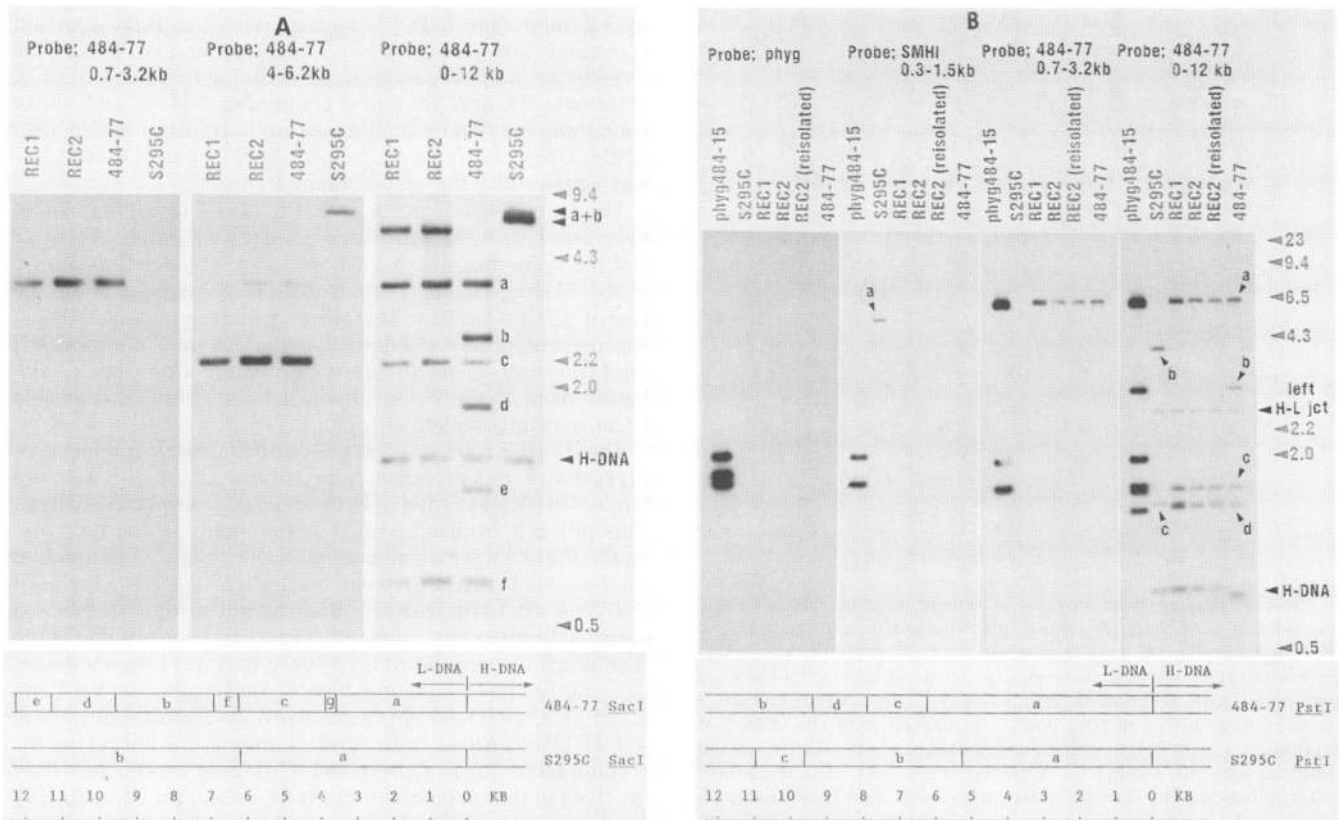 A
Probe; 484-77
0.7-3.2kb
Probe; 484-77
4-6.2kb
Probe; 484-77
0-12 kb
REC1
REC2
484-77
S295C
REC1
REC2
484-77
S295C
REC1
REC2
484-77
S295C
9.4
a+b
4.3
a
b
c
2.2
2.0
d
H-DNA
e
f
0.5
L-DNA H-DNA
e d b f c g a 484-77 SacI
b a S295C SacI
12 11 10 9 8 7 6 5 4 3 2 1 0 KB
B
Probe; phyg
Probe; SMHI
0.3-1.5kb
Probe; 484-77
0.7-3.2kb
Probe; 484-77
0-12 kb
phyg484-15
S295C
REC1
REC2
REC2 (reisolated)
484-77
phyg484-15
S295C
REC1
REC2
REC2 (reisolated)
484-77
phyg484-15
S295C
REC1
REC2
REC2 (reisolated)
484-77
phyg484-15
S295C
REC1
REC2
REC2 (reisolated)
484-77
23
9.4
a
6.5
a
4.3
b
b
left
H-L jct
2.2
2.0
c
c
d
H-DNA
0.5
L-DNA H-DNA
b d c a 484-77 PstI
c b a S295C PstI
12 11 10 9 8 7 6 5 4 3 2 1 0 KB